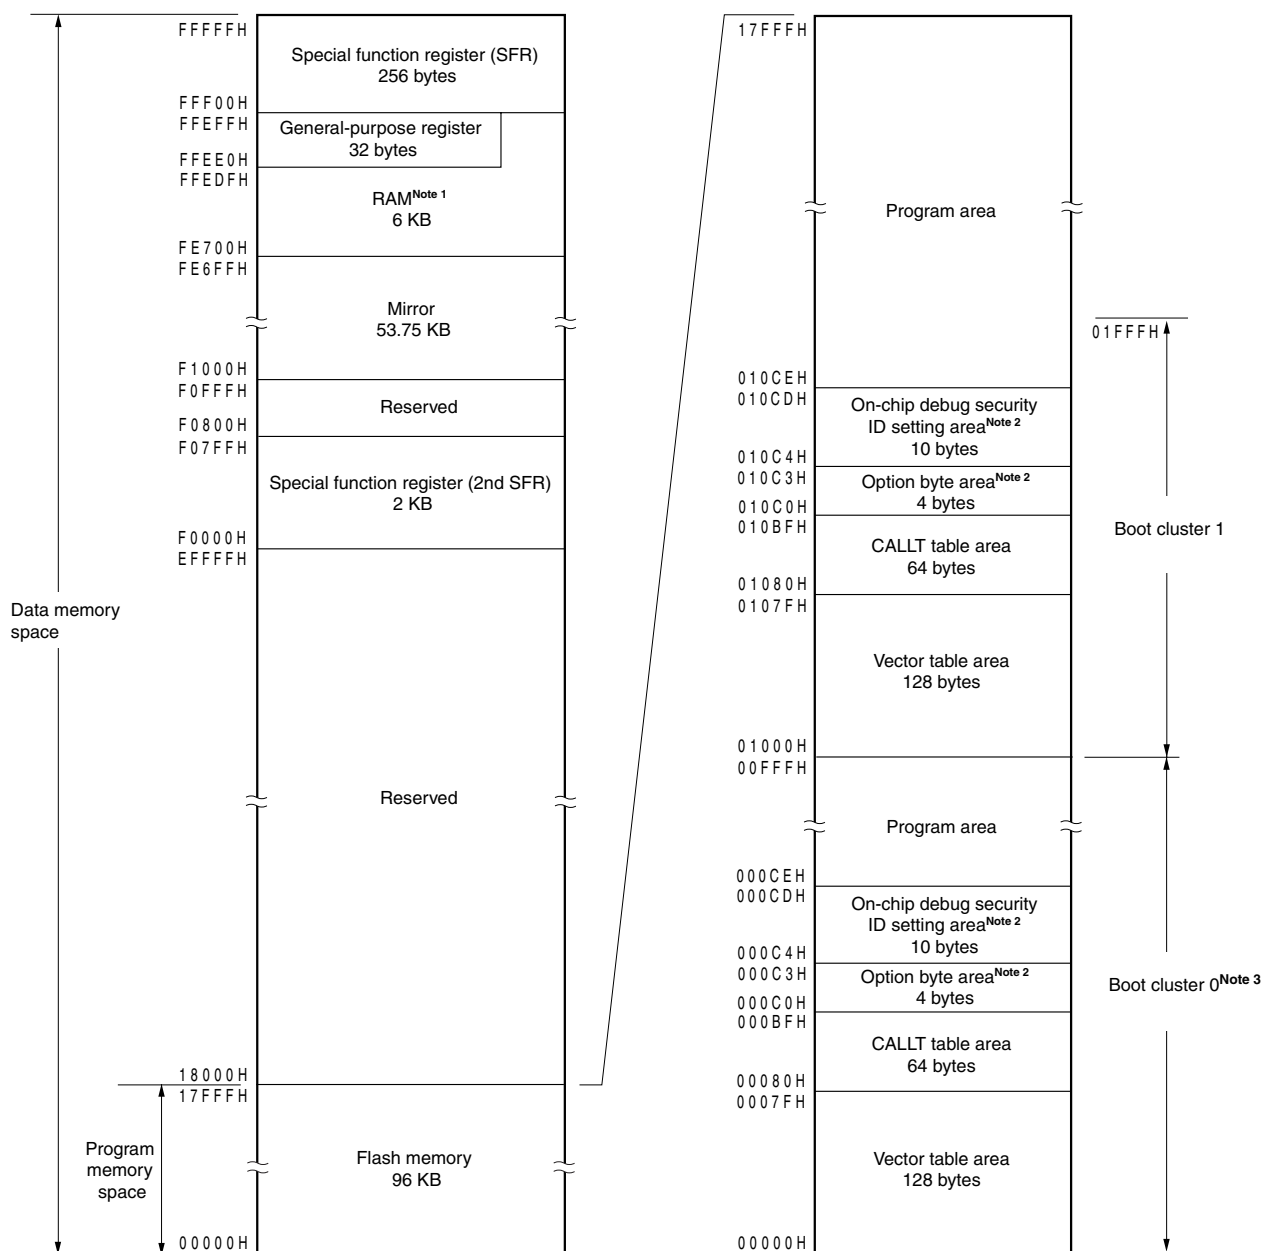 FFFFFH
Special function register (SFR)
256 bytes
FFF00H
FFEFFH
General-purpose register
32 bytes
FFEE0H
FFEDFH
RAMNote 1
6 KB
FE700H
FE6FFH
Mirror
53.75 KB
F1000H
F0FFFH
Reserved
F0800H
F07FFH
Special function register (2nd SFR)
2 KB
F0000H
EFFFFH
Data memory
space
Reserved
18000H
17FFFH
Program
memory
space
Flash memory
96 KB
00000H
17FFFH
Program area
01FFFH
010CEH
010CDH
On-chip debug security
ID setting areaNote 2
10 bytes
010C4H
010C3H
Option byte areaNote 2
4 bytes
010C0H
010BFH
CALLT table area
64 bytes
Boot cluster 1
01080H
0107FH
Vector table area
128 bytes
01000H
00FFFH
Program area
000CEH
000CDH
On-chip debug security
ID setting areaNote 2
10 bytes
000C4H
000C3H
Option byte areaNote 2
4 bytes
Boot cluster 0Note 3
000C0H
000BFH
CALLT table area
64 bytes
00080H
0007FH
Vector table area
128 bytes
00000H